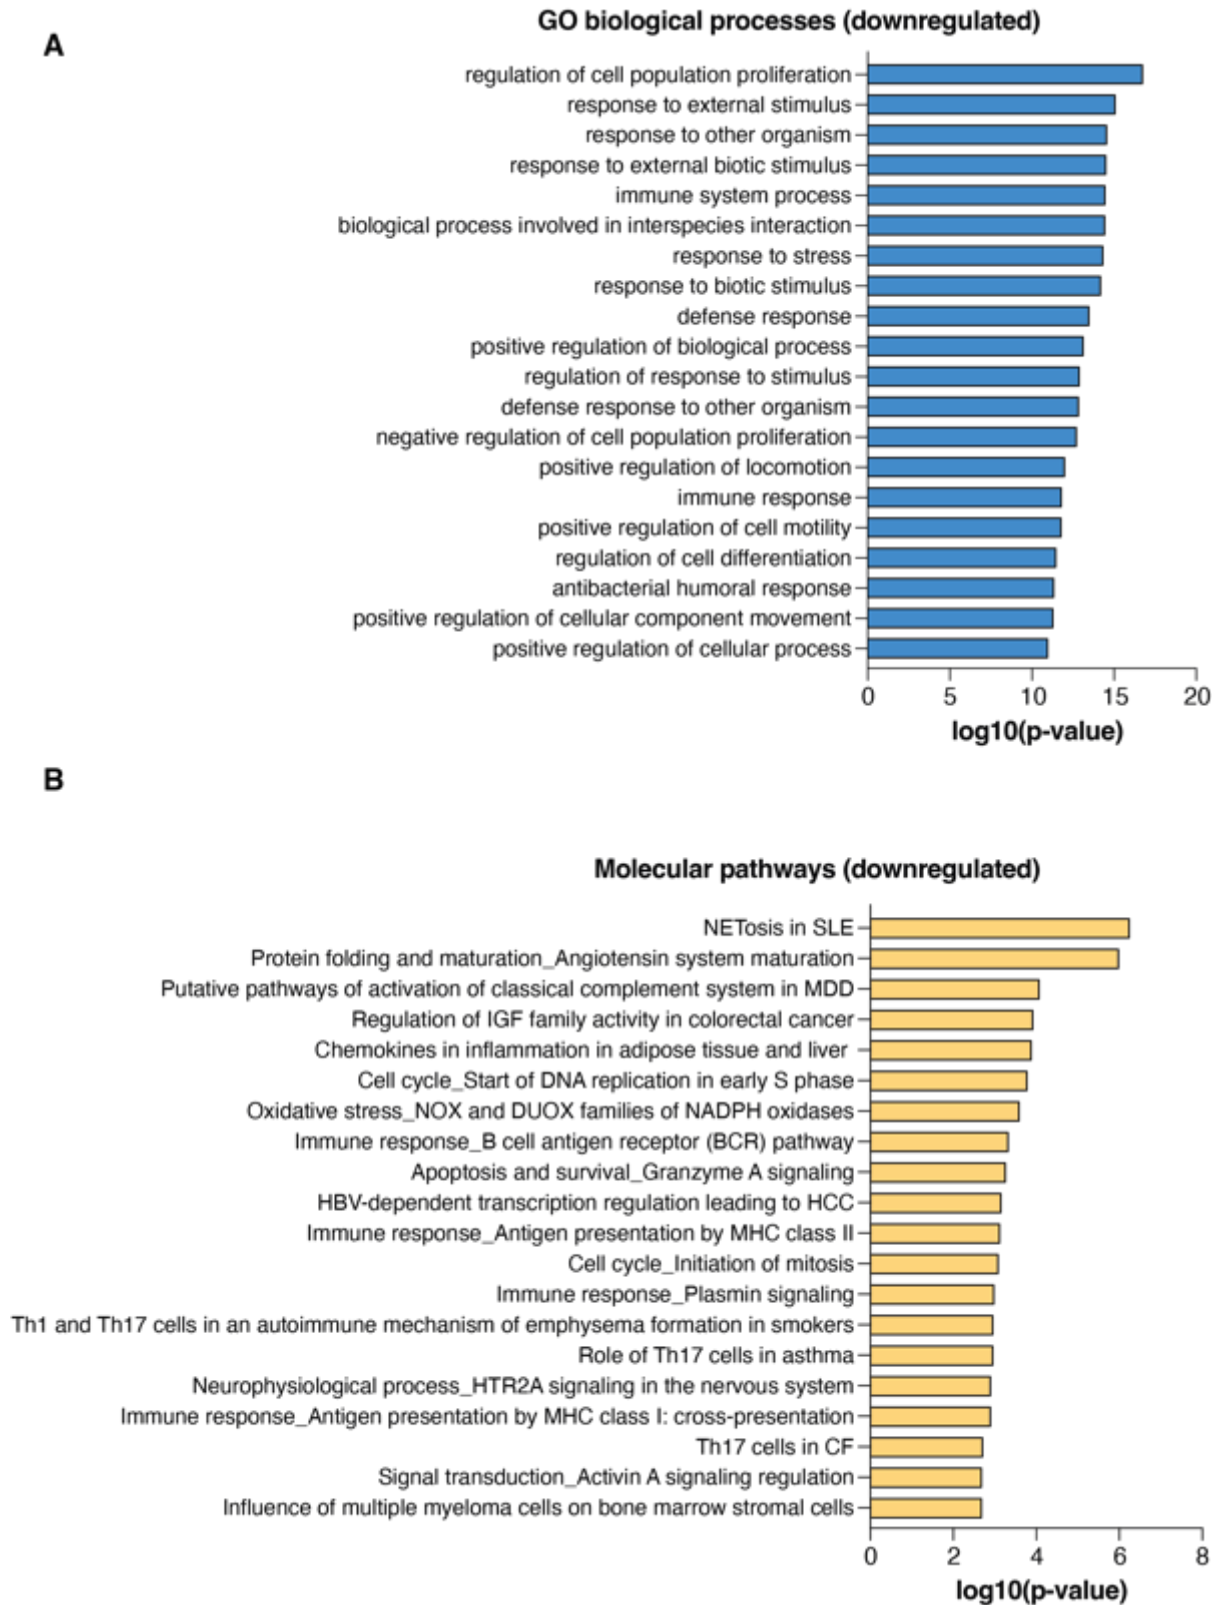 GO biological processes (downregulated)
A
regulation of cell population proliferation
response to external stimulus
response to other organism
response to external biotic stimulus
immune system process
biological process involved in interspecies interaction
response to stress
response to biotic stimulus
defense response
positive regulation of biological process
regulation of response to stimulus
defense response to other organism
negative regulation of cell population proliferation
positive regulation of locomotion
immune response
positive regulation of cell motility
regulation of cell differentiation
antibacterial humoral response
positive regulation of cellular component movement
positive regulation of cellular process
0 5 10 15 20
log10(p-value)
B
Molecular pathways (downregulated)
NETosis in SLE
Protein folding and maturation_Angiotensin system maturation
Putative pathways of activation of classical complement system in MDD
Regulation of IGF family activity in colorectal cancer
Chemokines in inflammation in adipose tissue and liver
Cell cycle_Start of DNA replication in early S phase
Oxidative stress_NOX and DUOX families of NADPH oxidases
Immune response_B cell antigen receptor (BCR) pathway
Apoptosis and survival_Granzyme A signaling
HBV-dependent transcription regulation leading to HCC
Immune response_Antigen presentation by MHC class II
Cell cycle_Initiation of mitosis
Immune response_Plasmin signaling
Th1 and Th17 cells in an autoimmune mechanism of emphysema formation in smokers
Role of Th17 cells in asthma
Neurophysiological process_HTR2A signaling in the nervous system
Immune response_Antigen presentation by MHC class I: cross-presentation
Th17 cells in CF
Signal transduction_Activin A signaling regulation
Influence of multiple myeloma cells on bone marrow stromal cells
0 2 4 6 8
log10(p-value)